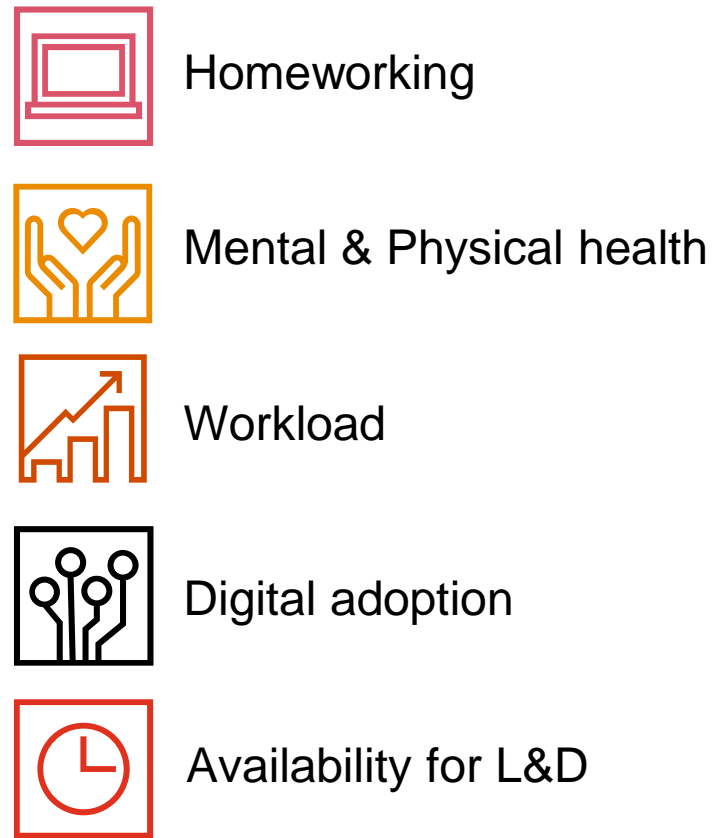 Homeworking
Mental & Physical health
Workload
Digital adoption
Availability for L&D